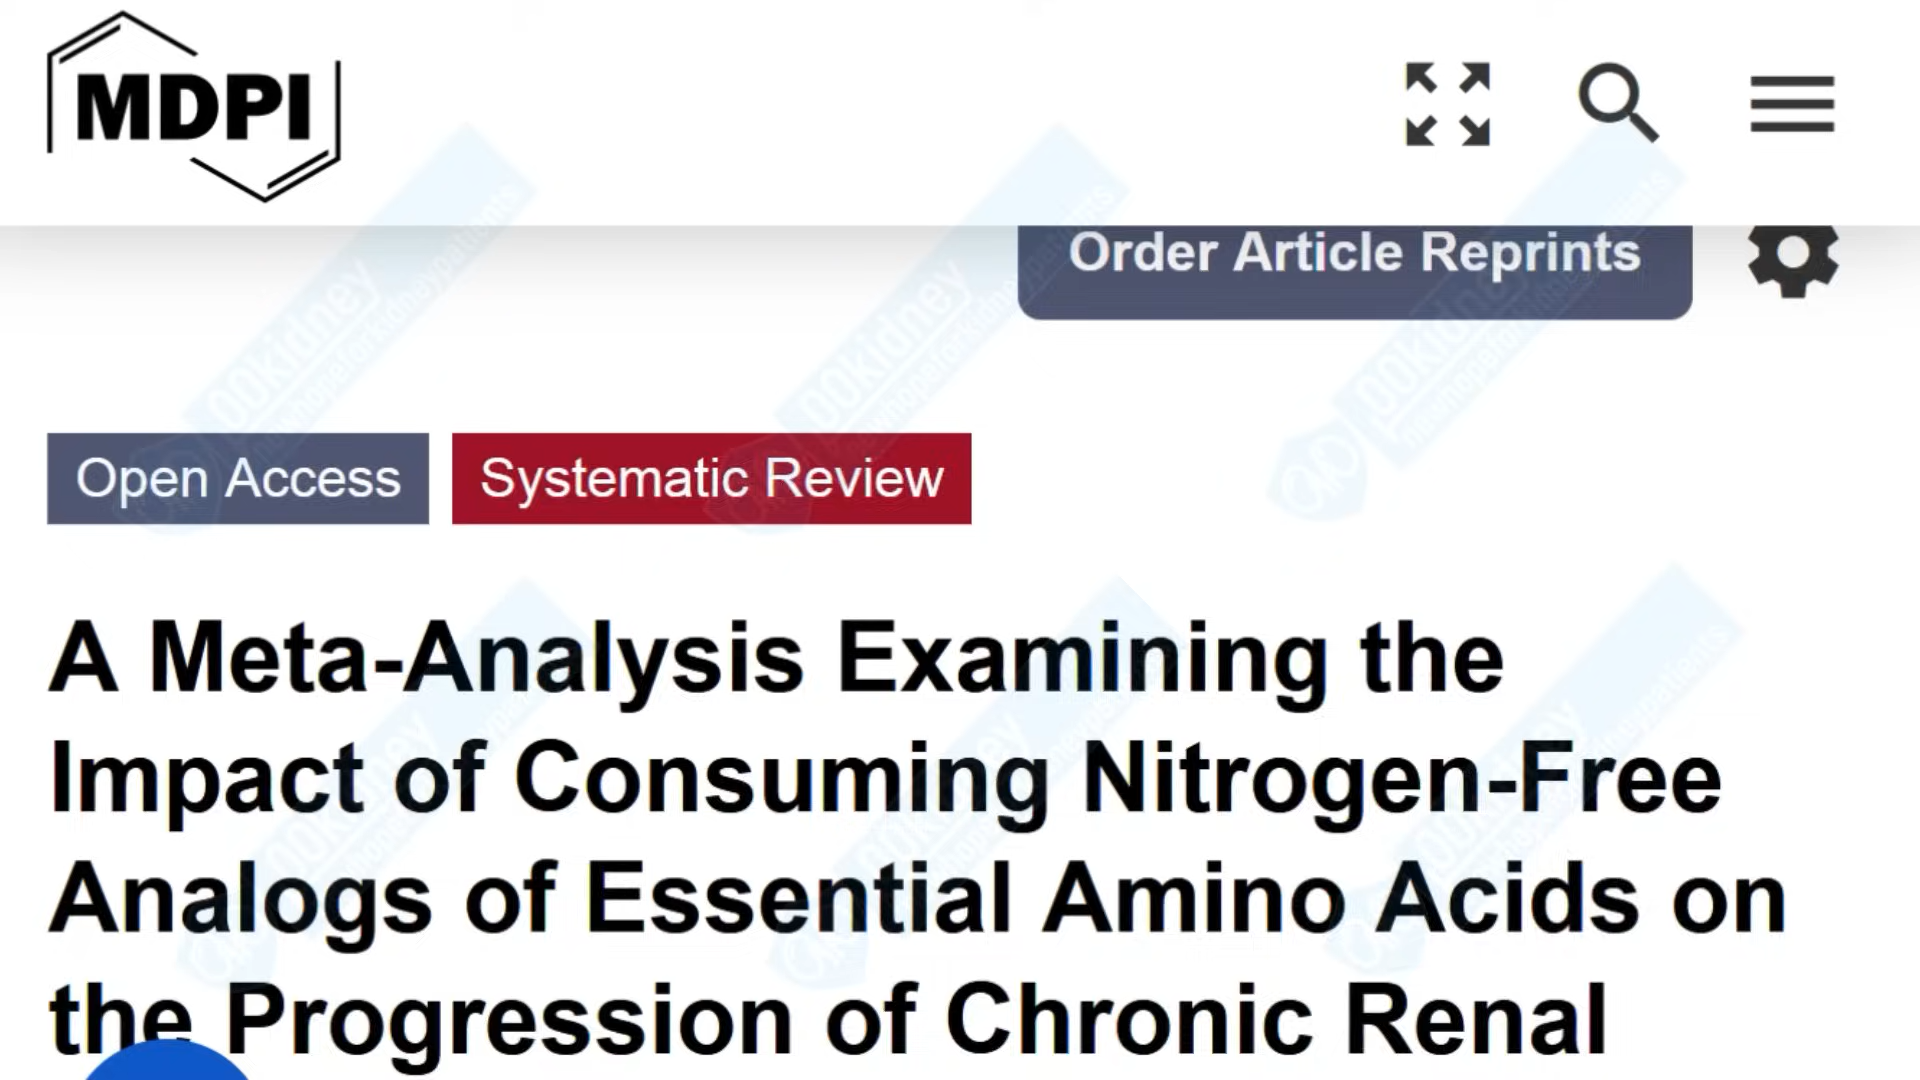 MDPI
Order Article Reprints
Open Access
Systematic Review
A Meta-Analysis Examining the
Impact of Consuming Nitrogen-Free
Analogs of Essential Amino Acids on
the Progression of Chronic Renal